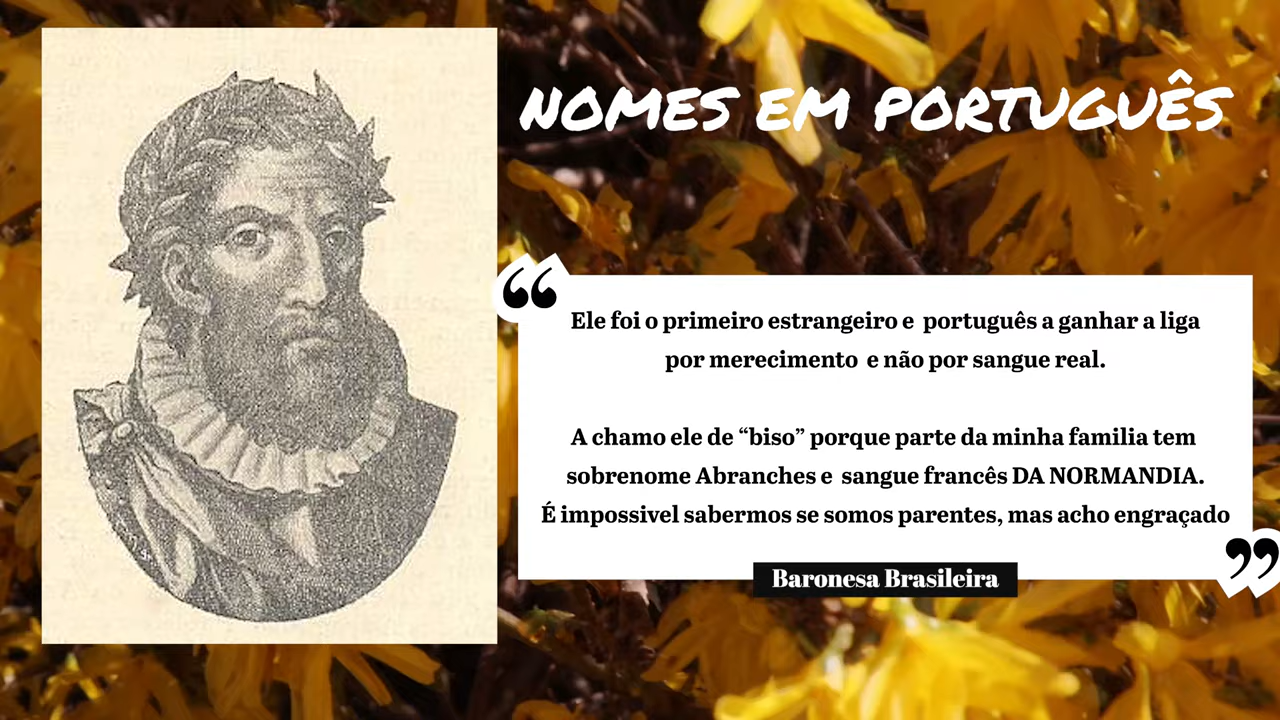 NOMES EM PORTUGUÊS
“
Ele foi o primeiro estrangeiro e português a ganhar a liga
por merecimento e não por sangue real.
A chamo ele de “biso” porque parte da minha familia tem
sobrenome Abranches e sangue francês DA NORMANDIA.
É impossivel sabermos se somos parentes, mas acho engraçado
”
Baronesa Brasileira